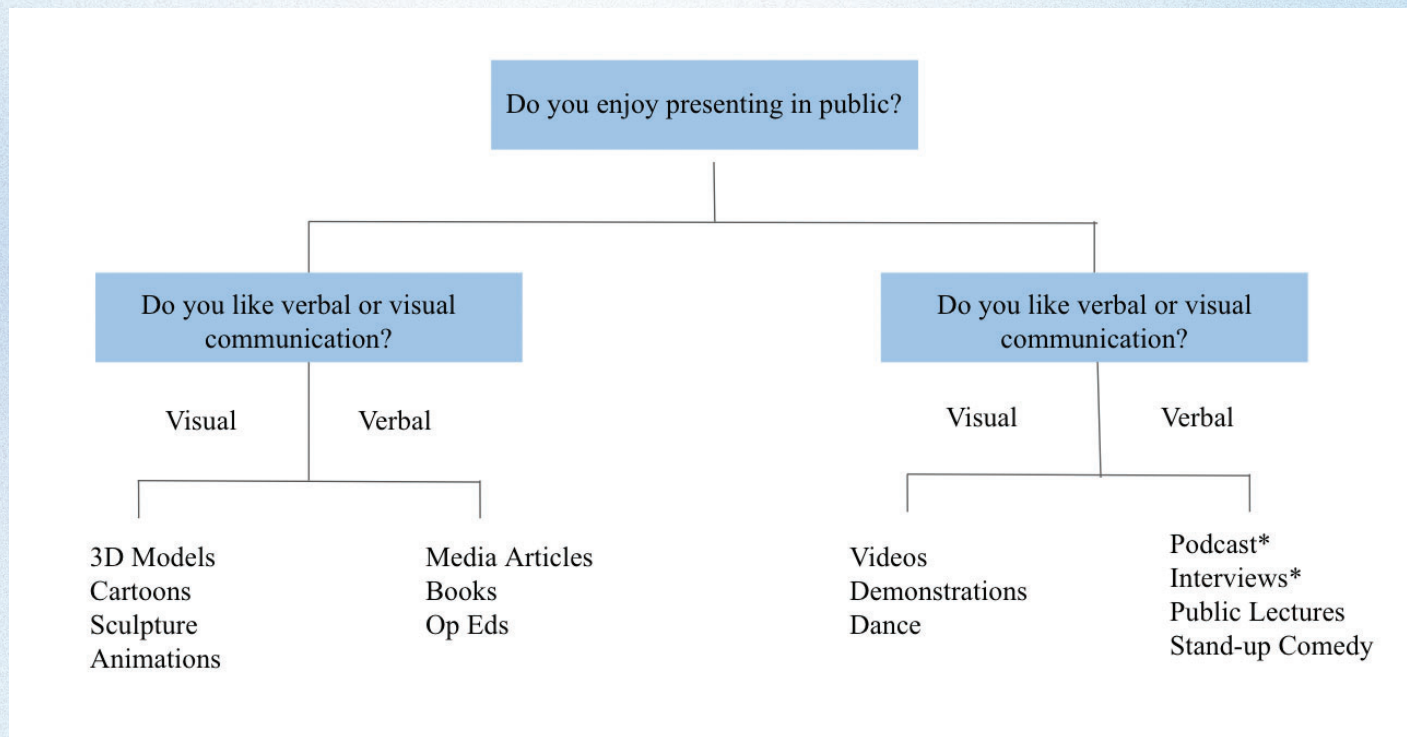 Do you enjoy presenting in public?
Do you like verbal or visual
communication?
Visual
Verbal
3D Models
Cartoons
Sculpture
Animations
Media Articles
Books
Op Eds
Do you like verbal or visual
communication?
Visual
Verbal
Videos
Demonstrations
Dance
Podcast*
Interviews*
Public Lectures
Stand-up Comedy